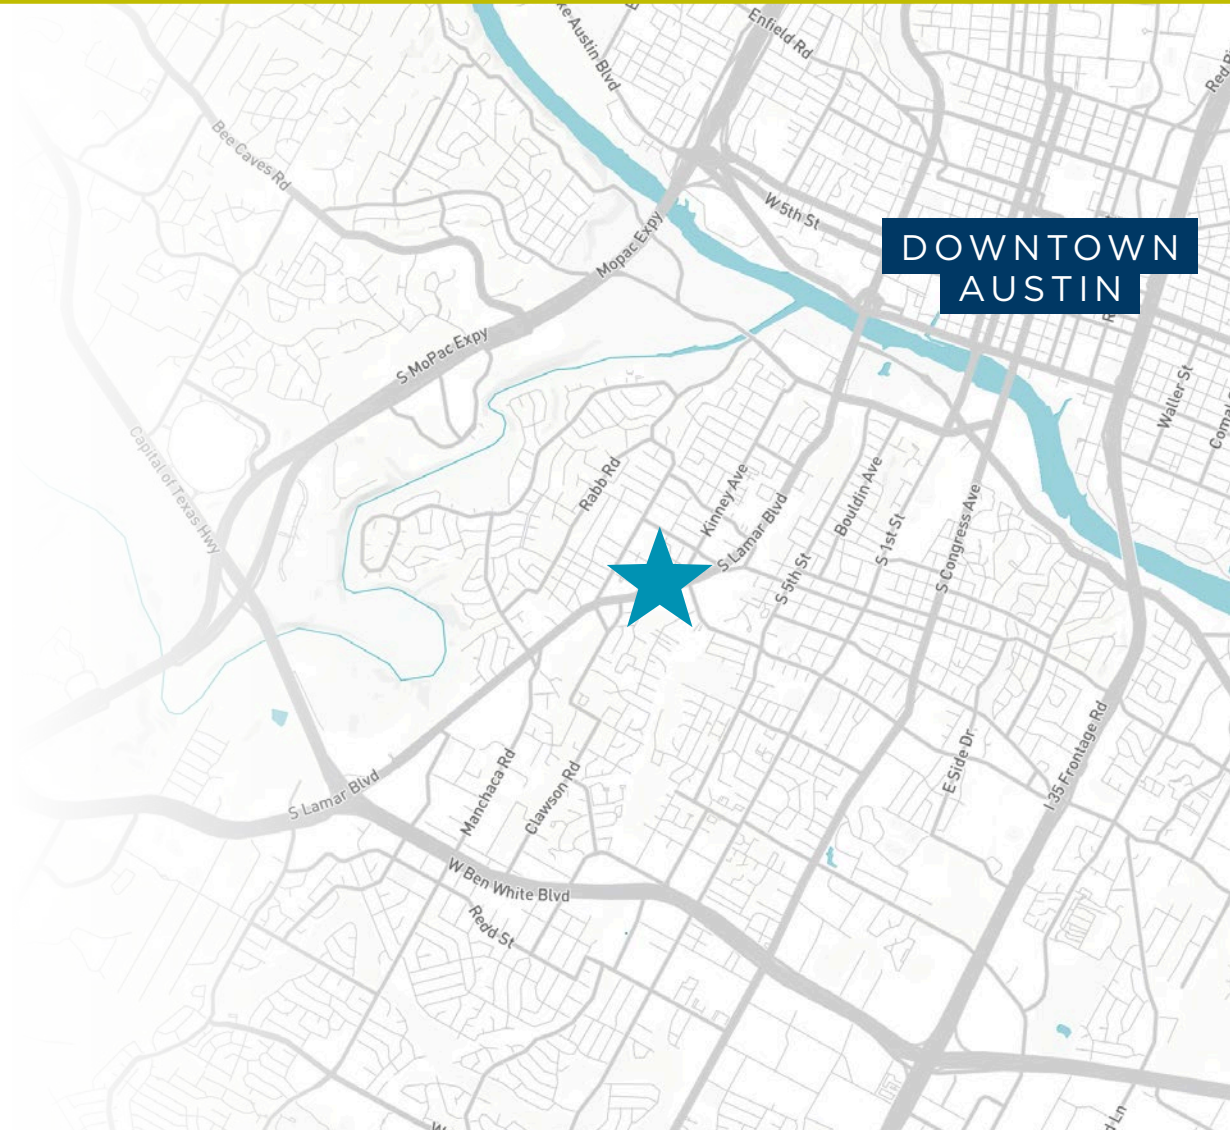 Enfield Rd
Bee Caves Rd
W 5th St
DOWNTOWN
AUSTIN
Mopac Expy
S MoPac Expy
Waller St
Capital of Texas Hwy
Rabb Rd
Kinney Ave
S Lamar Blvd
Bouldin Ave
S 1st St
S Congress Ave
S 5th St
I 35 Frontage Rd
E Side Dr
Manchaca Rd
Clawson Rd
S Lamar Blvd
W Ben White Blvd
Redd St